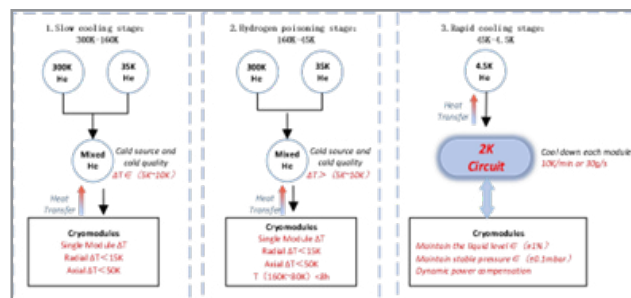 1.Slow cooling stage:
300K-160K
300K
He
35K
He
Mixed
He
Cold source and
cold quality
ΔT∈（5K~10K）
Heat
Transfer
Cryomodules
Single Module ΔT
Radial ΔT＜15K
Axial ΔT＜50K
2.Hydrogen poisoning stage:
160K-45K
300K
He
35K
He
Mixed
He
Cold source and
cold quality
ΔT＞（5K~10K）
Heat
Transfer
Cryomodules
Single Module ΔT
Radial ΔT＜15K
Axial ΔT＜50K
T（160K~80K）<8h
3.Rapid cooling stage:
45K-4.5K
4.5K
He
Heat
Transfer
2K
Circuit
Cool down each module
10K/min or 30g/s
Cryomodules
Maintain the liquid level∈（±1%）
Maintain stable pressure∈（±0.1mbar）
Dynamic power compensation